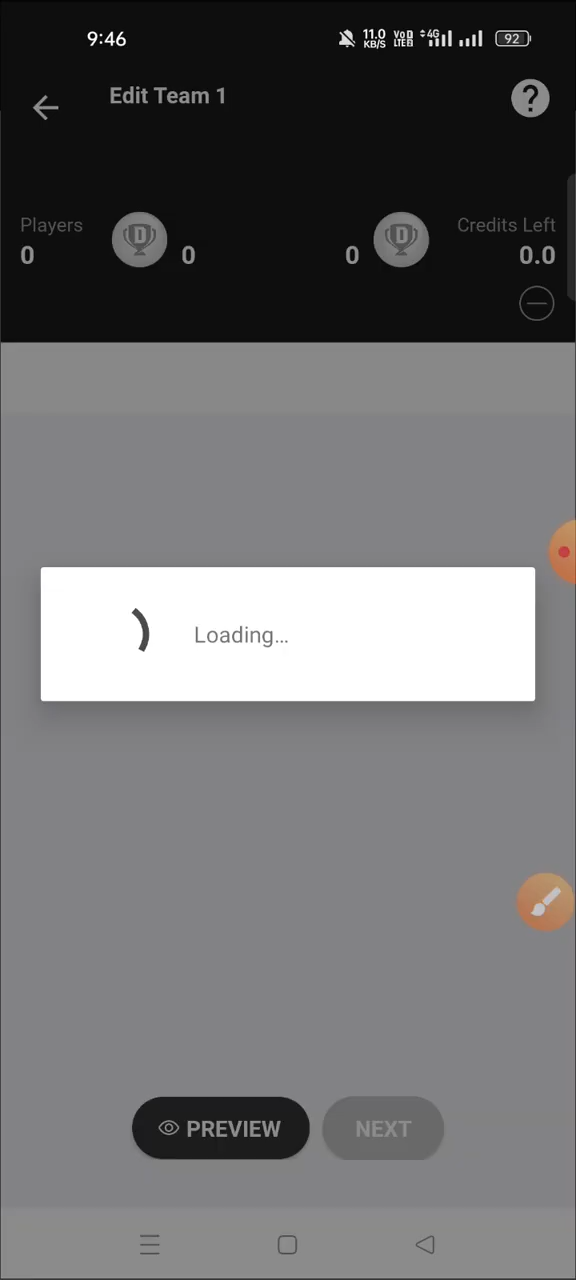 9:46 11.0 KB/S Vo LTE 4G 92
Edit Team 1 ?
Players D D Credits Left
0 0 0 0.0
Loading...
PREVIEW NEXT